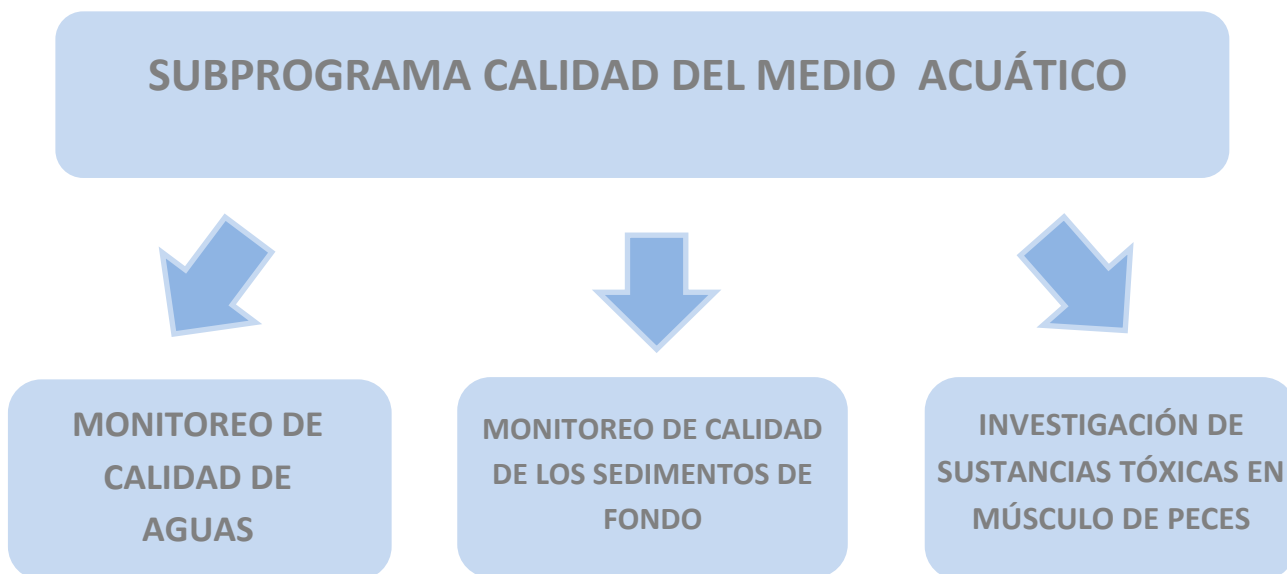 SUBPROGRAMA CALIDAD DEL MEDIO ACUÁTICO
MONITOREO DE
CALIDAD DE
AGUAS
MONITOREO DE CALIDAD
DE LOS SEDIMENTOS DE
FONDO
INVESTIGACIÓN DE
SUSTANCIAS TÓXICAS EN
MÚSCULO DE PECES